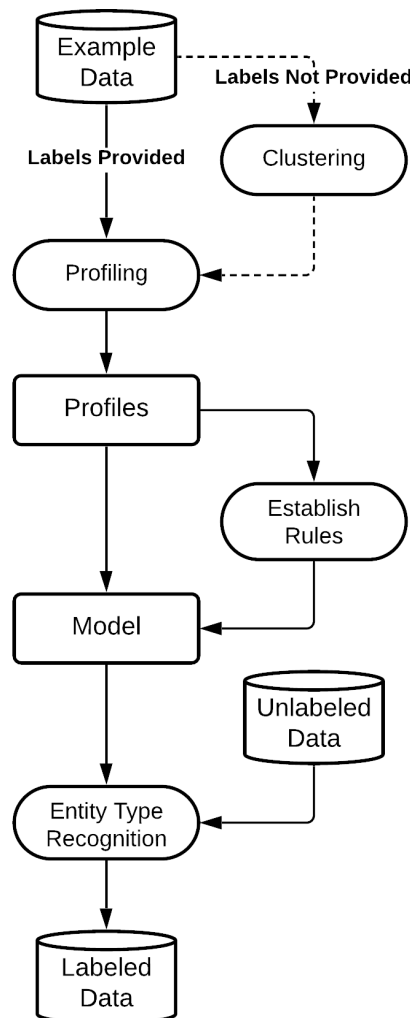 Example
Data
Labels Not Provided
Labels Provided
Clustering
Profiling
Profiles
Establish
Rules
Model
Unlabeled
Data
Entity Type
Recognition
Labeled
Data